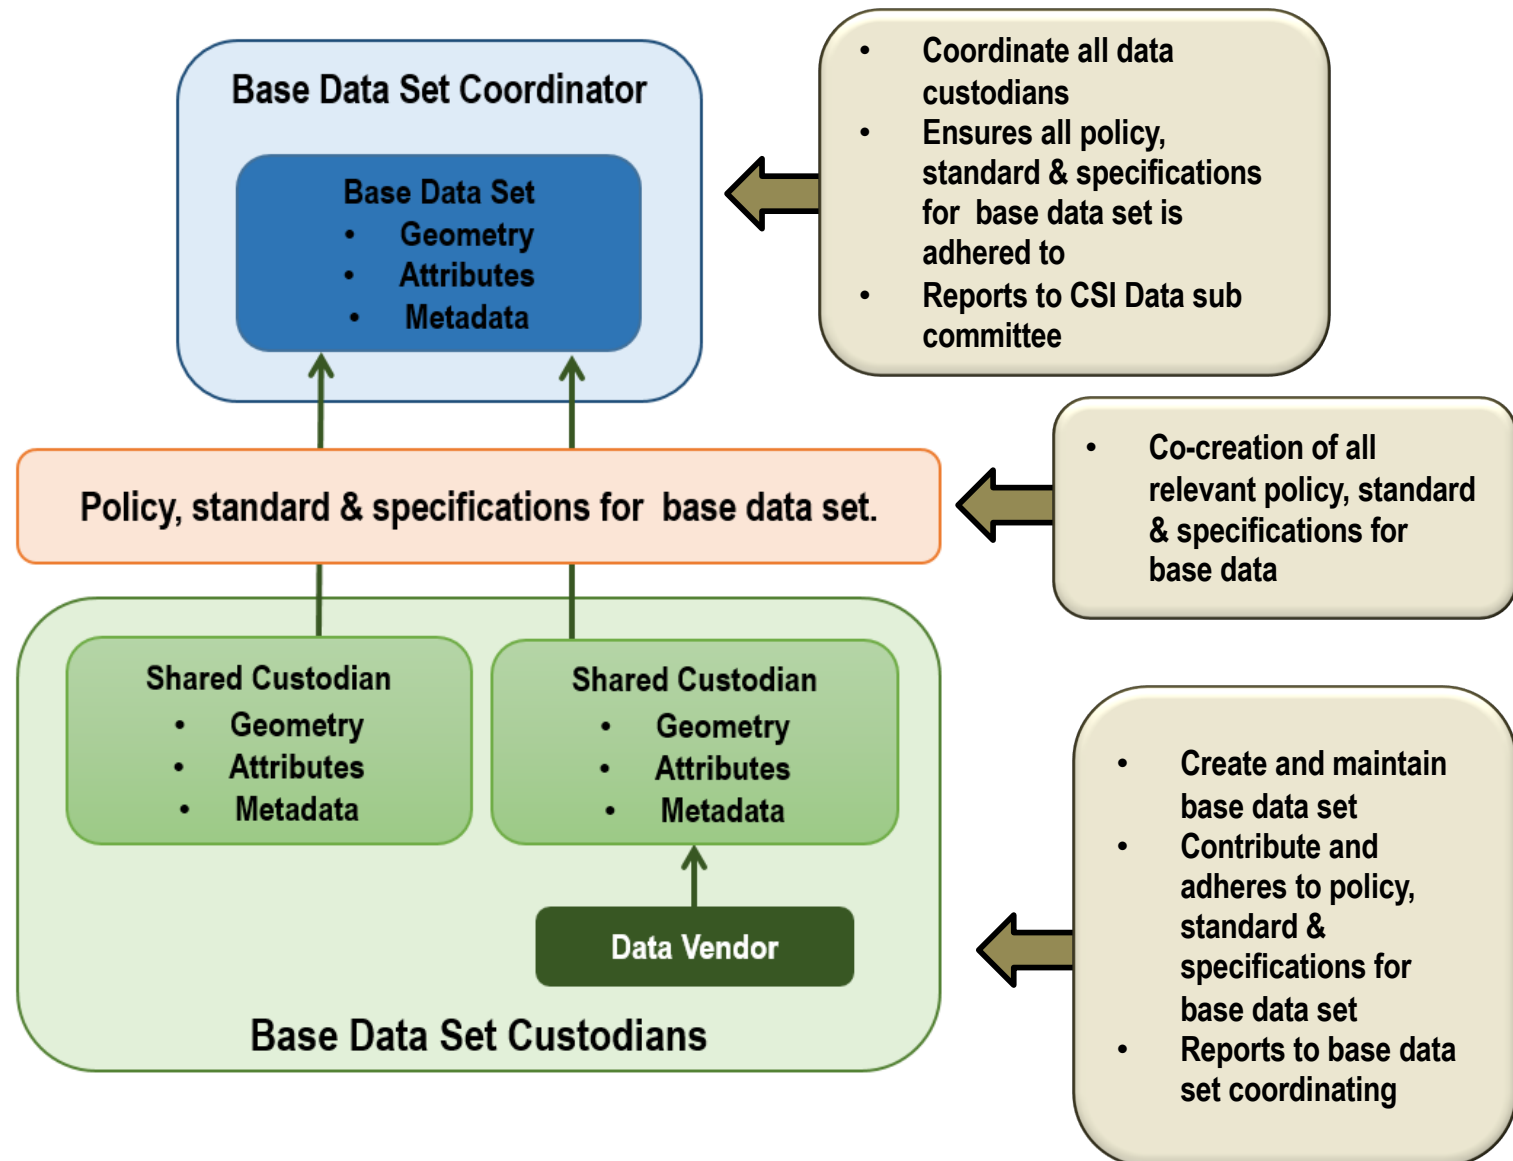 Base Data Set Coordinator
Base Data Set
• Geometry
• Attributes
• Metadata
• Coordinate all data
custodians
• Ensures all policy,
standard & specifications
for base data set is
adhered to
• Reports to CSI Data sub
committee
Policy, standard & specifications for base data set.
• Co-creation of all
relevant policy, standard
& specifications for
base data
Shared Custodian
• Geometry
• Attributes
• Metadata
Shared Custodian
• Geometry
• Attributes
• Metadata
Data Vendor
Base Data Set Custodians
• Create and maintain
base data set
• Contribute and
adheres to policy,
standard &
specifications for
base data set
• Reports to base data
set coordinating